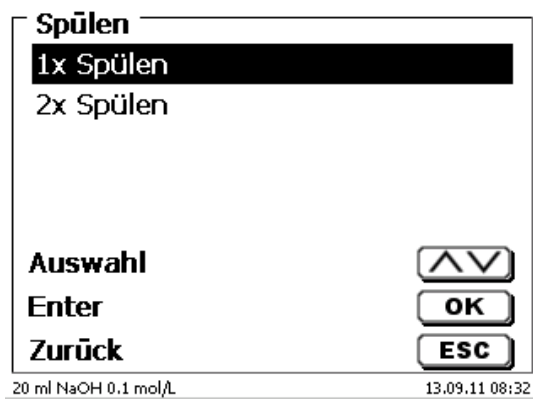 Spülen
1x Spülen
2x Spülen
Auswahl
Enter OK
Zurück ESC
20 ml NaOH 0.1 mol/L 13.09.11 08:32